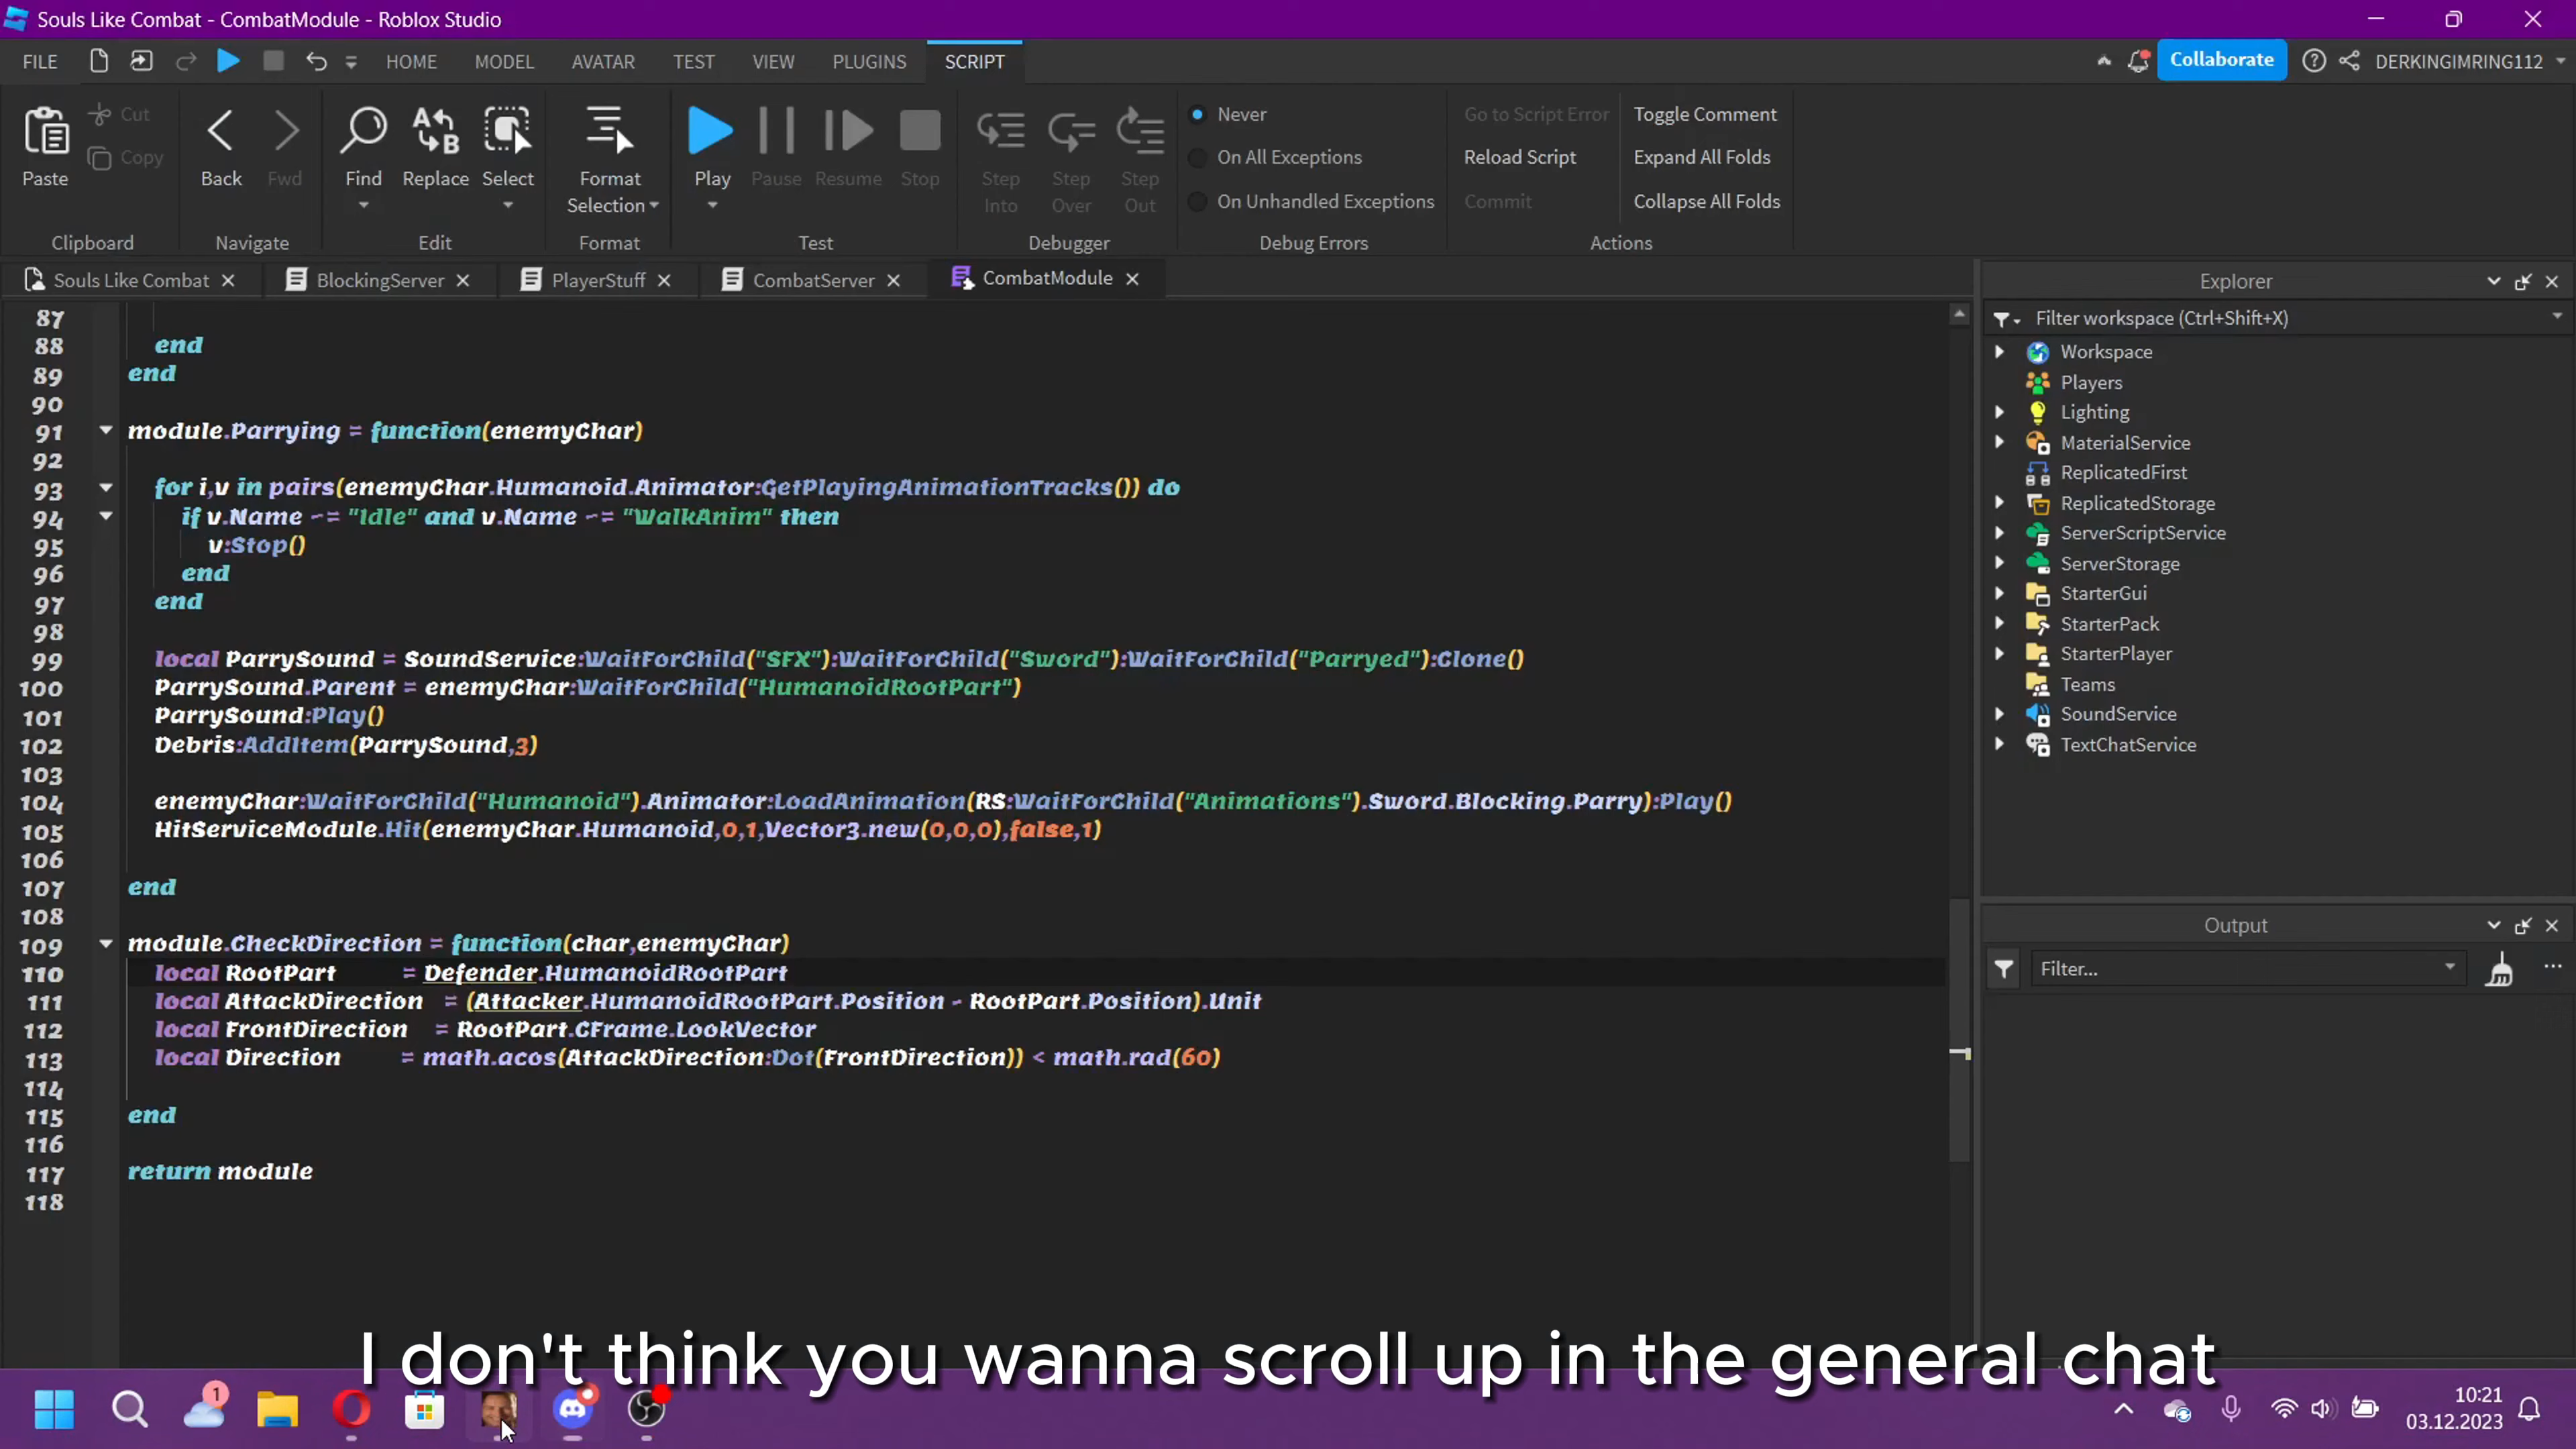 Souls Like Combat - CombatModule - Roblox Studio
FILE HOME MODEL AVATAR TEST VIEW PLUGINS SCRIPT Collaborate DERKINGIMRING112
Paste Cut Copy Back Fwd Find Replace Select Format Selection Play Pause Resume Stop Step Into Step Over Step Out
Never Go to Script Error Toggle Comment
On All Exceptions Reload Script Expand All Folds
On Unhandled Exceptions Commit Collapse All Folds
Clipboard Navigate Edit Format Test Debugger Debug Errors Actions
Souls Like Combat BlockingServer PlayerStuff CombatServer CombatModule
87
88 end
89 end
90
91 module.Parrying = function(enemyChar)
92
93 for i,v in pairs(enemyChar.Humanoid.Animator:GetPlayingAnimationTracks()) do
94 if v.Name ~= "Idle" and v.Name ~= "WalkAnim" then
95 v:Stop()
96 end
97 end
98
99 local ParrySound = SoundService:WaitForChild("SFX"):WaitForChild("Sword"):WaitForChild("Parryed"):Clone()
100 ParrySound.Parent = enemyChar:WaitForChild("HumanoidRootPart")
101 ParrySound:Play()
102 Debris:AddItem(ParrySound,3)
103
104 enemyChar:WaitForChild("Humanoid").Animator:LoadAnimation(RS:WaitForChild("Animations").Sword.Blocking.Parry):Play()
105 HitServiceModule.Hit(enemyChar.Humanoid,0,1,Vector3.new(0,0,0),false,1)
106
107 end
108
109 module.CheckDirection = function(char,enemyChar)
110 local RootPart = Defender.HumanoidRootPart
111 local AttackDirection = (Attacker.HumanoidRootPart.Position - RootPart.Position).Unit
112 local FrontDirection = RootPart.CFrame.LookVector
113 local Direction = math.acos(AttackDirection:Dot(FrontDirection)) < math.rad(60)
114
115 end
116
117 return module
118
Explorer
Filter workspace (Ctrl+Shift+X)
Workspace
Players
Lighting
MaterialService
ReplicatedFirst
ReplicatedStorage
ServerScriptService
ServerStorage
StarterGui
StarterPack
StarterPlayer
Teams
SoundService
TextChatService
Output
Filter...
I don't think you wanna scroll up in the general chat
1
10:21
03.12.2023